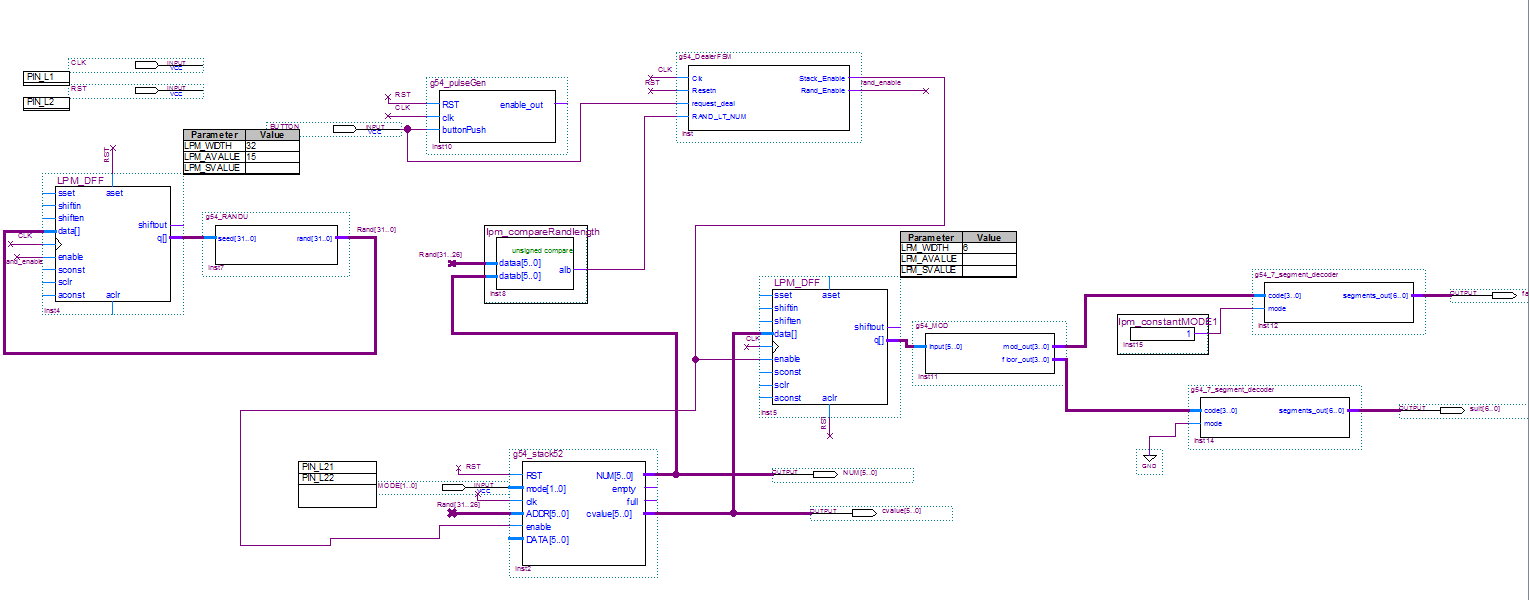 CLK
INPUT
VCC
PIN_L1
RST
INPUT
VCC
PIN_L2
g54_pulseGen
RST
CLK
RST
clk
buttonPush
enable_out
inst10
BUTTON
INPUT
VCC
g54_DealerFSM
CLK
RST
Clk
Resetn
request_deal
RAND_LT_NUM
Stack_Enable
Rand_Enable
rand_enable
inst
Parameter Value
LPM_WIDTH 32
LPM_AVALUE 15
LPM_SVALUE
RST
LPM_DFF
sset aset
shiftin
shiften
shiftout
data[]
q[]
CLK
enable
sconst
sclr
aconst aclr
inst4
g54_RANDU
seed[31..0] rand[31..0]
inst7
Rand[31..0]
lpm_compareRandlength
unsigned compare
Rand[31..26]
dataa[5..0]
alb
datab[5..0]
inst8
Parameter Value
LPM_WIDTH 6
LPM_AVALUE
LPM_SVALUE
LPM_DFF
sset aset
shiftin
shiften
shiftout
data[]
q[]
CLK
enable
sconst
sclr
aconst aclr
inst5
RST
g54_MOD
input[5..0] mod_out[3..0]
floor_out[3..0]
inst11
lpm_constantMODE1
1
inst15
g54_7_segment_decoder
code[3..0] segments_out[6..0]
mode
inst12
OUTPUT
g54_7_segment_decoder
code[3..0] segments_out[6..0]
mode
inst14
OUTPUT
suit[6..0]
GND
PIN_L21
PIN_L22
MODE[1..0]
INPUT
VCC
RST
Rand[31..26]
g54_stack52
RST NUM[5..0]
mode[1..0] empty
clk full
ADDR[5..0] cvalue[5..0]
enable
DATA[5..0]
inst2
OUTPUT
NUM[5..0]
OUTPUT
cvalue[5..0]